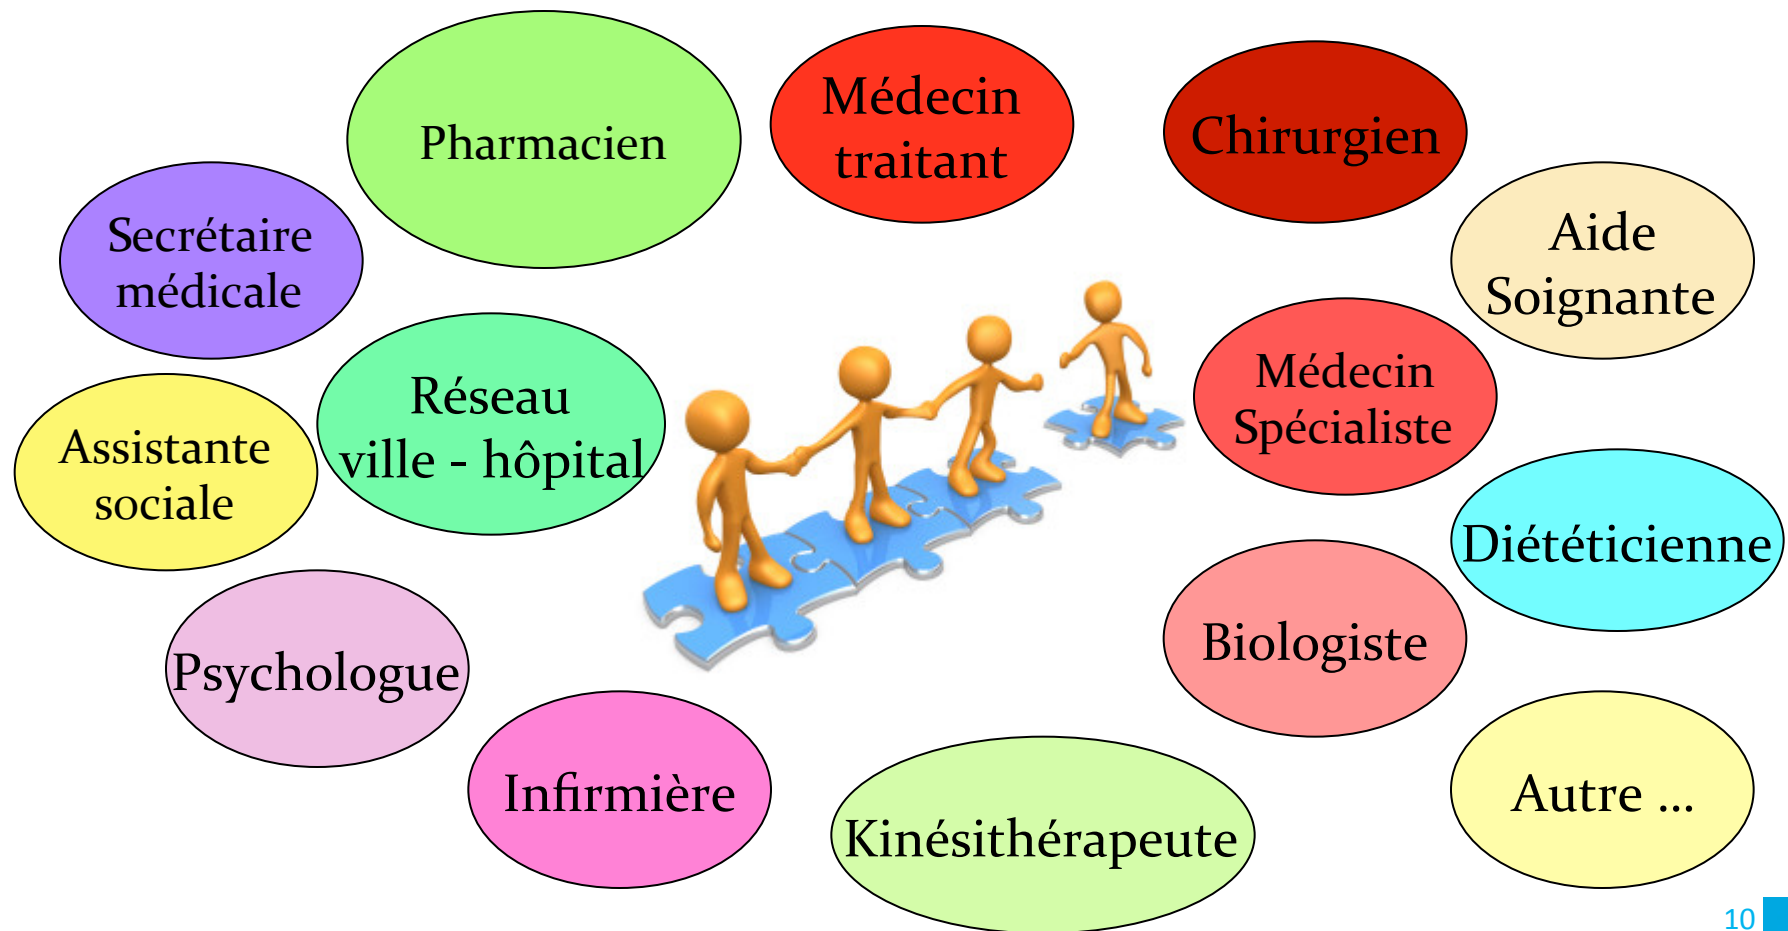 Pharmacien
Médecin
traitant
Chirurgien
Secrétaire
médicale
Aide
Soignante
Réseau
ville - hôpital
Médecin
Spécialiste
Assistante
sociale
Diététicienne
Psychologue
Biologiste
Infirmière
Kinésithérapeute
Autre ...
10